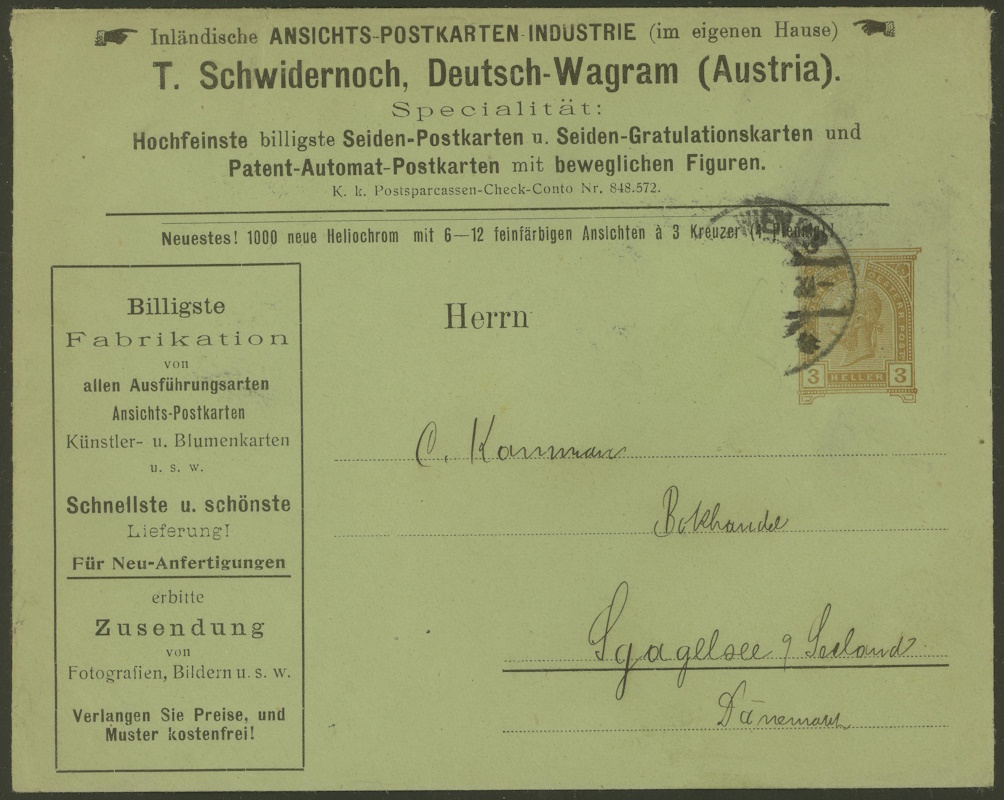 Inländische ANSICHTS-POSTKARTEN-INDUSTRIE (im eigenen Hause)
T. Schwidernoch, Deutsch-Wagram (Austria).
Specialität:
Hochfeinste billigste Seiden-Postkarten u. Seiden-Gratulationskarten und
Patent-Automat-Postkarten mit beweglichen Figuren.
K. k. Postsparcassen-Check-Conto Nr. 848.572.
Neuestes! 1000 neue Heliochrom mit 6—12 feinfärbigen Ansichten à 3 Kreuzer
WIEN
3 HELLER 3
Billigste
Fabrikation
von
allen Ausführungsarten
Ansichts-Postkarten
Künstler- u. Blumenkarten
u. s. w.
Schnellste u. schönste
Lieferung!
Für Neu-Anfertigungen
erbitte
Zusendung
von
Fotografien, Bildern u. s. w.
Verlangen Sie Preise, und
Muster kostenfrei!
Herrn
C.
Bokhandel
Seeland
Dänemark